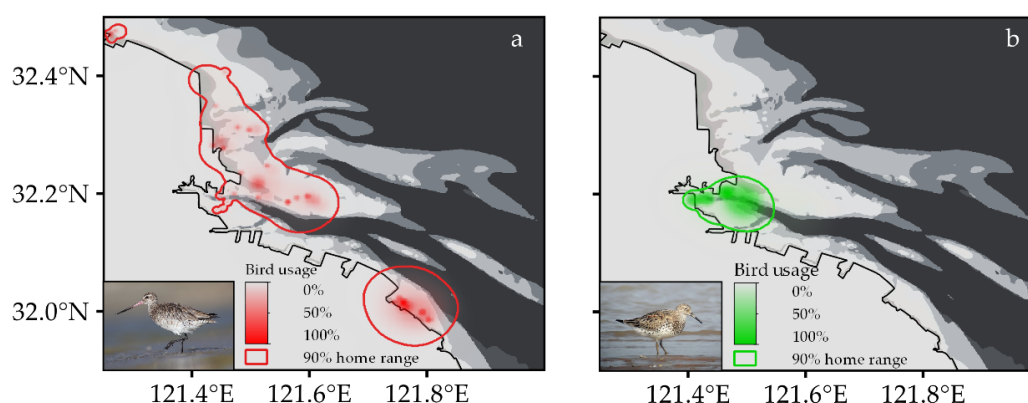 a
32.4°N
32.2°N
32.0°N
Bird usage
0%
50%
100%
90% home range
121.4°E 121.6°E 121.8°E
b
Bird usage
0%
50%
100%
90% home range
121.4°E 121.6°E 121.8°E